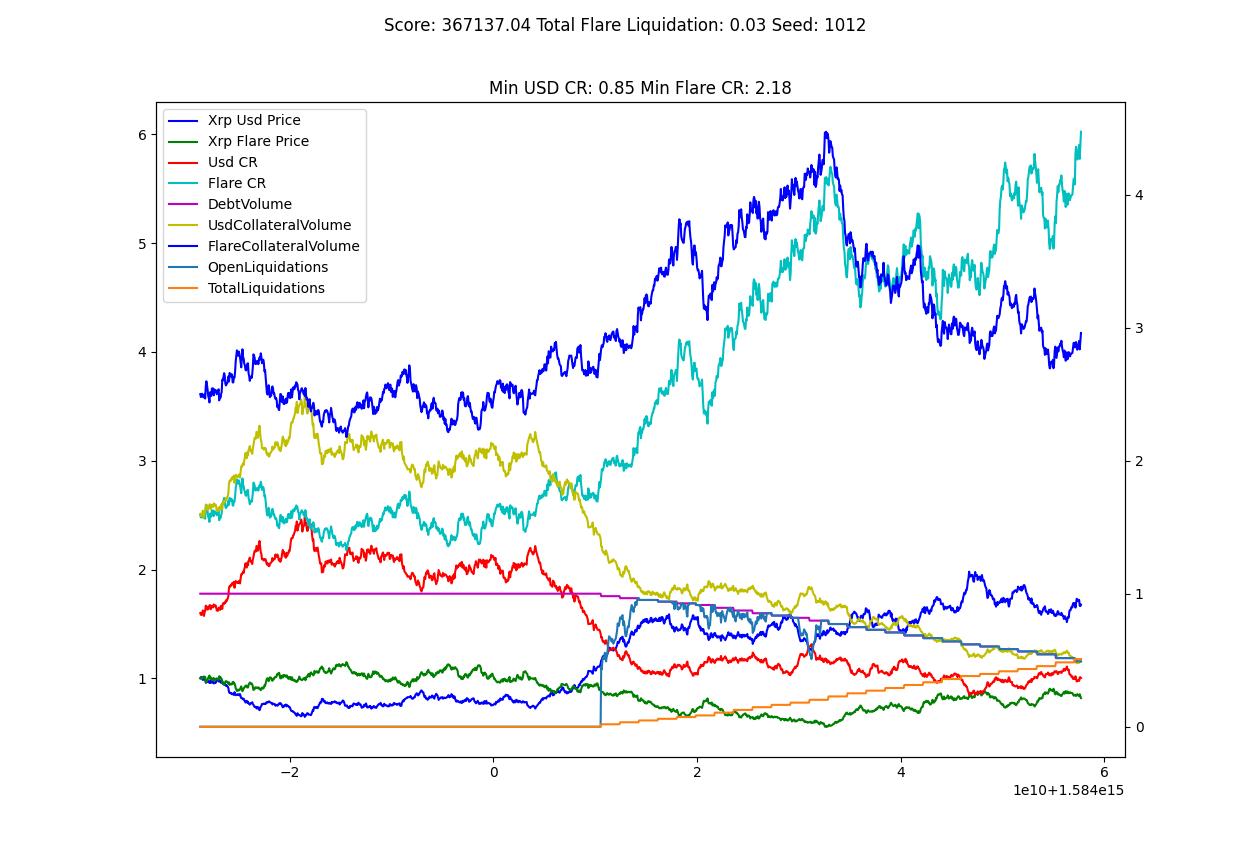 Score: 367137.04 Total Flare Liquidation: 0.03 Seed: 1012
Min USD CR: 0.85 Min Flare CR: 2.18
Xrp Usd Price
Xrp Flare Price
Usd CR
Flare CR
DebtVolume
UsdCollateralVolume
FlareCollateralVolume
OpenLiquidations
TotalLiquidations
6
5
4
3
2
1
4
3
2
1
0
−2
0
2
4
6
1e10+1.584e15